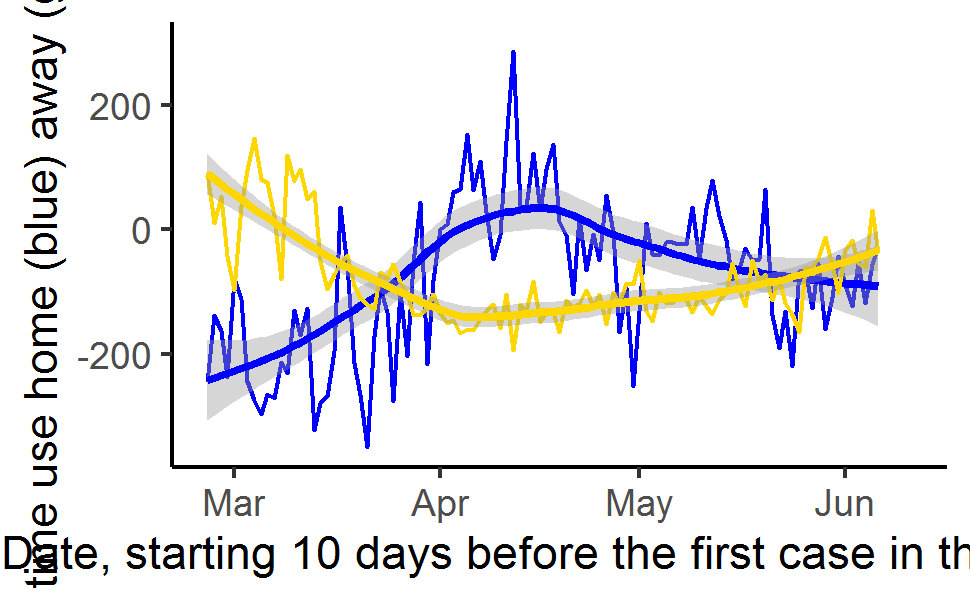 time use home (blue) away (
200
0
-200
Mar Apr May Jun
Date, starting 10 days before the first case in th